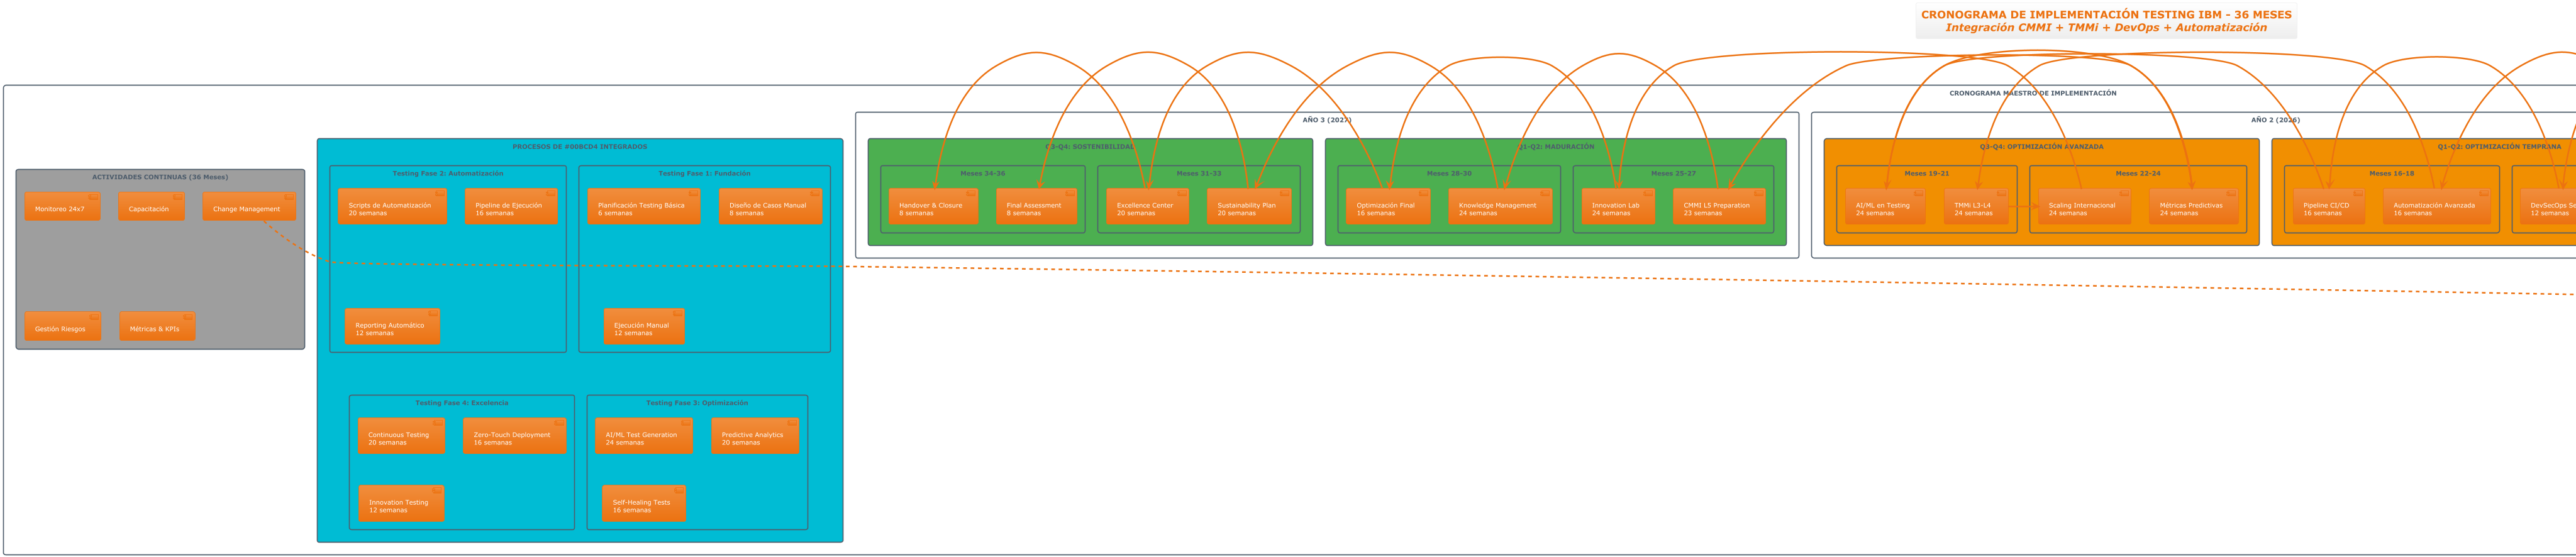 CRONOGRAMA DE IMPLEMENTACIÓN TESTING IBM - 36 MESES
Integración CMMI + TMMi + DevOps + Automatización
CRONOGRAMA MAESTRO DE IMPLEMENTACIÓN
ACTIVIDADES CONTINUAS (36 Meses)
Monitoreo 24x7
Capacitación
Change Management
Gestión Riesgos
Métricas & KPIs
PROCESOS DE #00BCD4 INTEGRADOS
Testing Fase 2: Automatización
Scripts de Automatización
20 semanas
Pipeline de Ejecución
16 semanas
Reporting Automático
12 semanas
Testing Fase 1: Fundación
Planificación Testing Básica
6 semanas
Diseño de Casos Manual
8 semanas
Ejecución Manual
12 semanas
Testing Fase 4: Excelencia
Continuous Testing
20 semanas
Zero-Touch Deployment
16 semanas
Innovation Testing
12 semanas
Testing Fase 3: Optimización
AI/ML Test Generation
24 semanas
Predictive Analytics
20 semanas
Self-Healing Tests
16 semanas
AÑO 3 (2027)
Q3-Q4: SOSTENIBILIDAD
Meses 34-36
Handover & Closure
8 semanas
Final Assessment
8 semanas
Meses 31-33
Excellence Center
20 semanas
Sustainability Plan
20 semanas
Q1-Q2: MADURACIÓN
Meses 28-30
Optimización Final
16 semanas
Knowledge Management
24 semanas
Meses 25-27
Innovation Lab
24 semanas
CMMI L5 Preparation
23 semanas
AÑO 2 (2026)
Q3-Q4: OPTIMIZACIÓN AVANZADA
Meses 19-21
AI/ML en Testing
24 semanas
TMMi L3-L4
24 semanas
Meses 22-24
Scaling Internacional
24 semanas
Métricas Predictivas
24 semanas
Q1-Q2: OPTIMIZACIÓN TEMPRANA
Meses 16-18
Pipeline CI/CD
16 semanas
Automatización Avanzada
16 semanas
DevSecOps Se
12 semanas